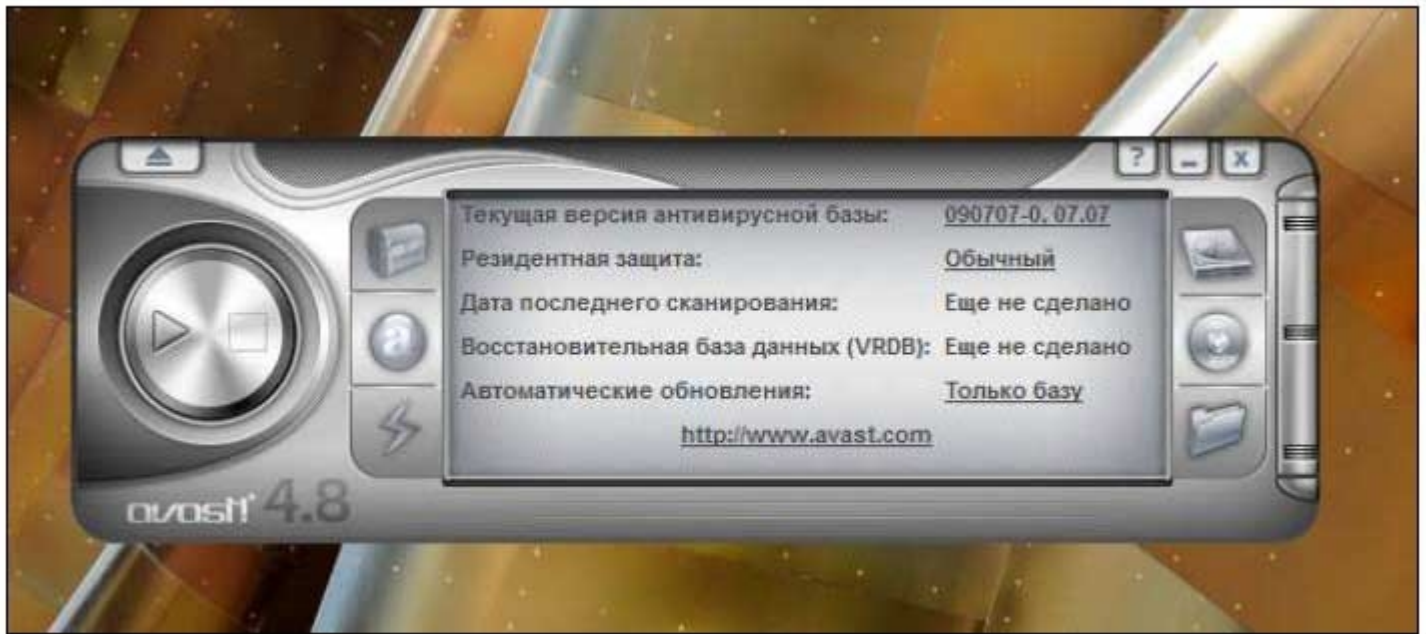 ?
x
Текущая версия антивирусной базы: 090707-0, 07.07
Резидентная защита: Обычный
Дата последнего сканирования: Еще не сделано
Восстановительная база данных (VRDB): Еще не сделано
Автоматические обновления: Только базу
http://www.avast.com
a
avast! 4.8